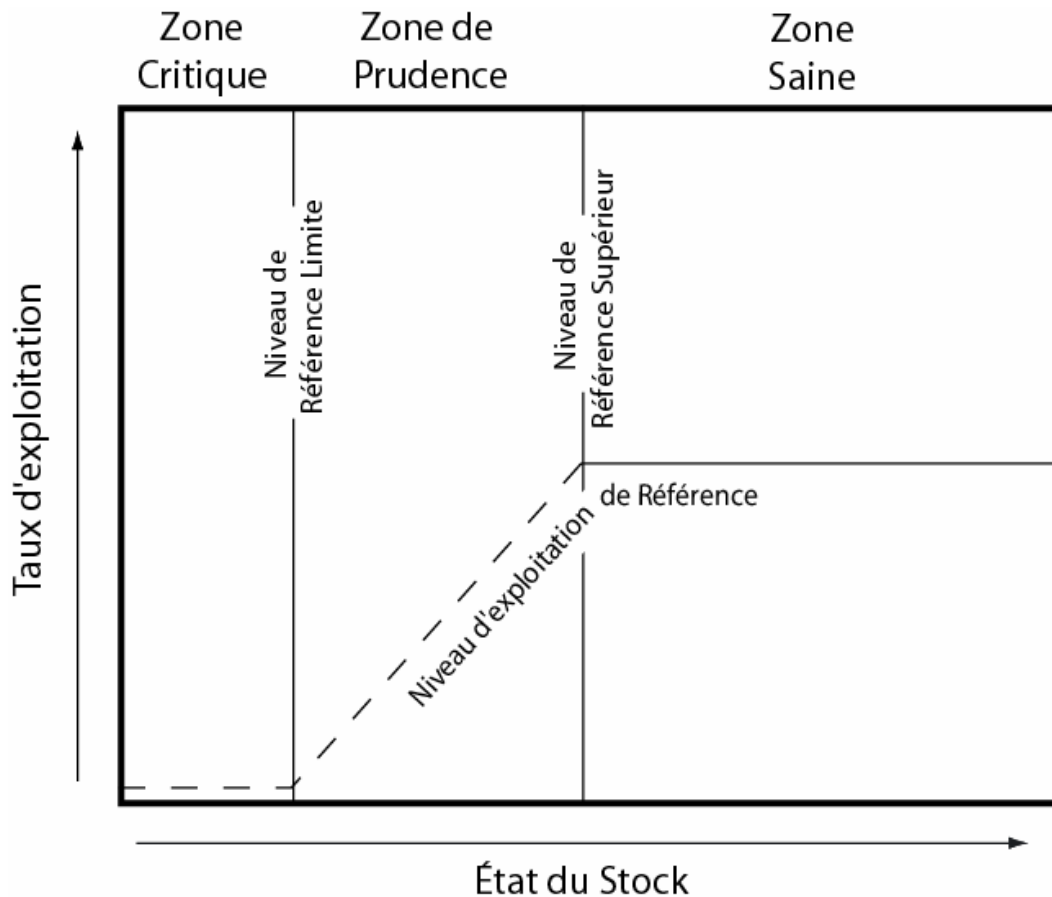 Zone
Critique
Zone de
Prudence
Zone
Saine
Taux d'exploitation
Niveau de
Référence Limite
Niveau de
Référence Supérieur
Niveau d'exploitation
de Référence
État du Stock